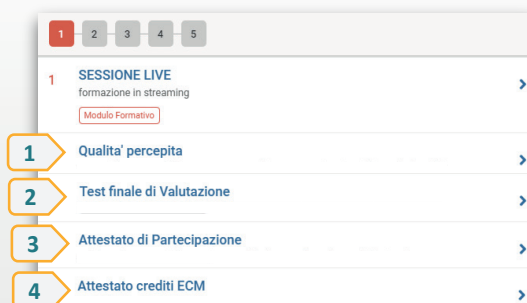 1 2 3 4 5
1 SESSIONE LIVE
formazione in streaming
Modulo Formativo
1 Qualita' percepita
2 Test finale di Valutazione
3 Attestato di Partecipazione
4 Attestato crediti ECM